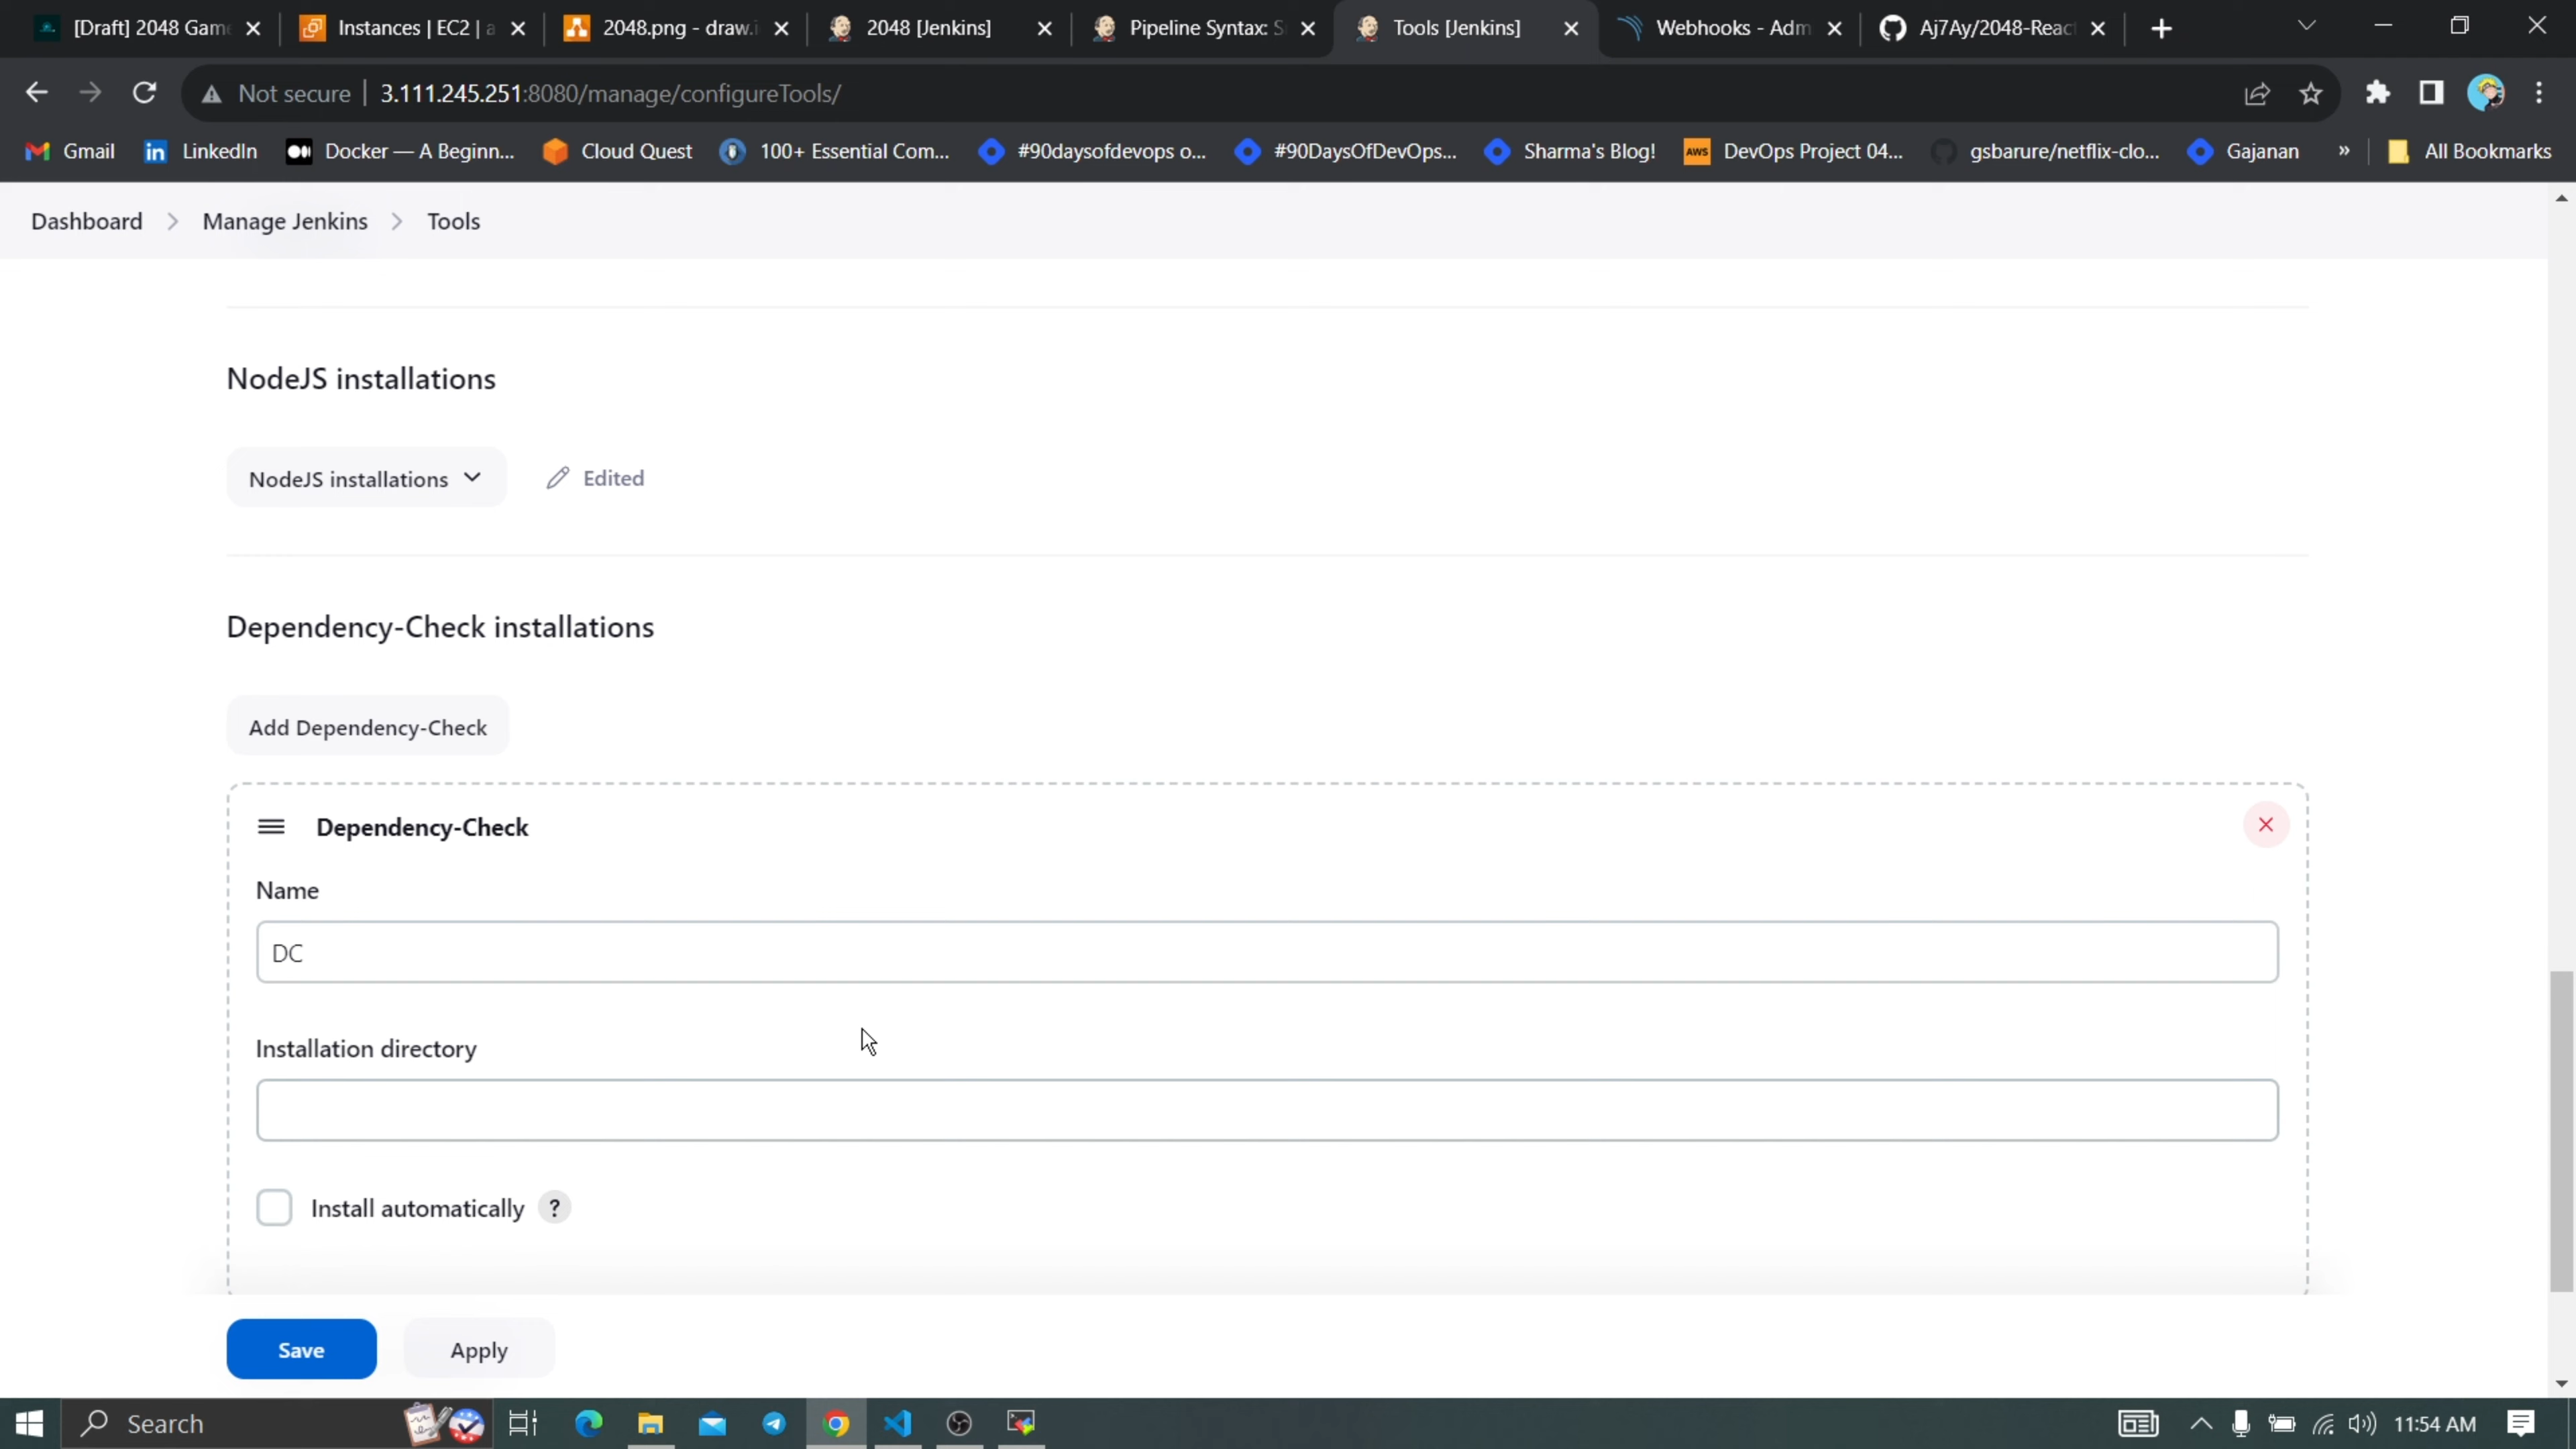 [Draft] 2048 Game
Instances | EC2 | a
2048.png - draw.i
2048 [Jenkins]
Pipeline Syntax: S
Tools [Jenkins]
Webhooks - Adm
Aj7Ay/2048-React
Not secure
3.111.245.251:8080/manage/configureTools/
Gmail
LinkedIn
Docker — A Beginn...
Cloud Quest
100+ Essential Com...
#90daysofdevops o...
#90DaysOfDevOps...
Sharma's Blog!
aws
DevOps Project 04...
gsbarure/netflix-clo...
Gajanan
»
All Bookmarks
Dashboard > Manage Jenkins > Tools
NodeJS installations
NodeJS installations
Edited
Dependency-Check installations
Add Dependency-Check
Dependency-Check
Name
DC
Installation directory
Install automatically ?
Save
Apply
Search
11:54 AM